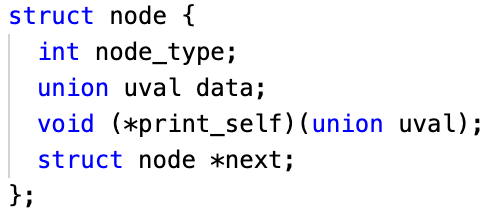 struct node {
  int node_type;
  union uval data;
  void (*print_self)(union uval);
  struct node *next;
};